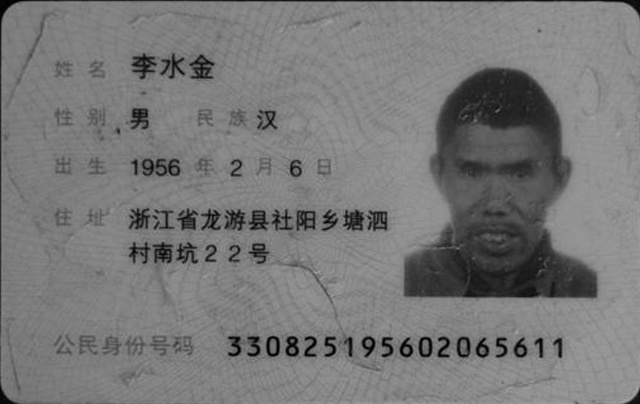 姓名 李水金
性别 男 民族 汉
出生 1956 年 2 月 6 日
住址 浙江省龙游县社阳乡塘泗
村南坑22号
公民身份号码 330825195602065611